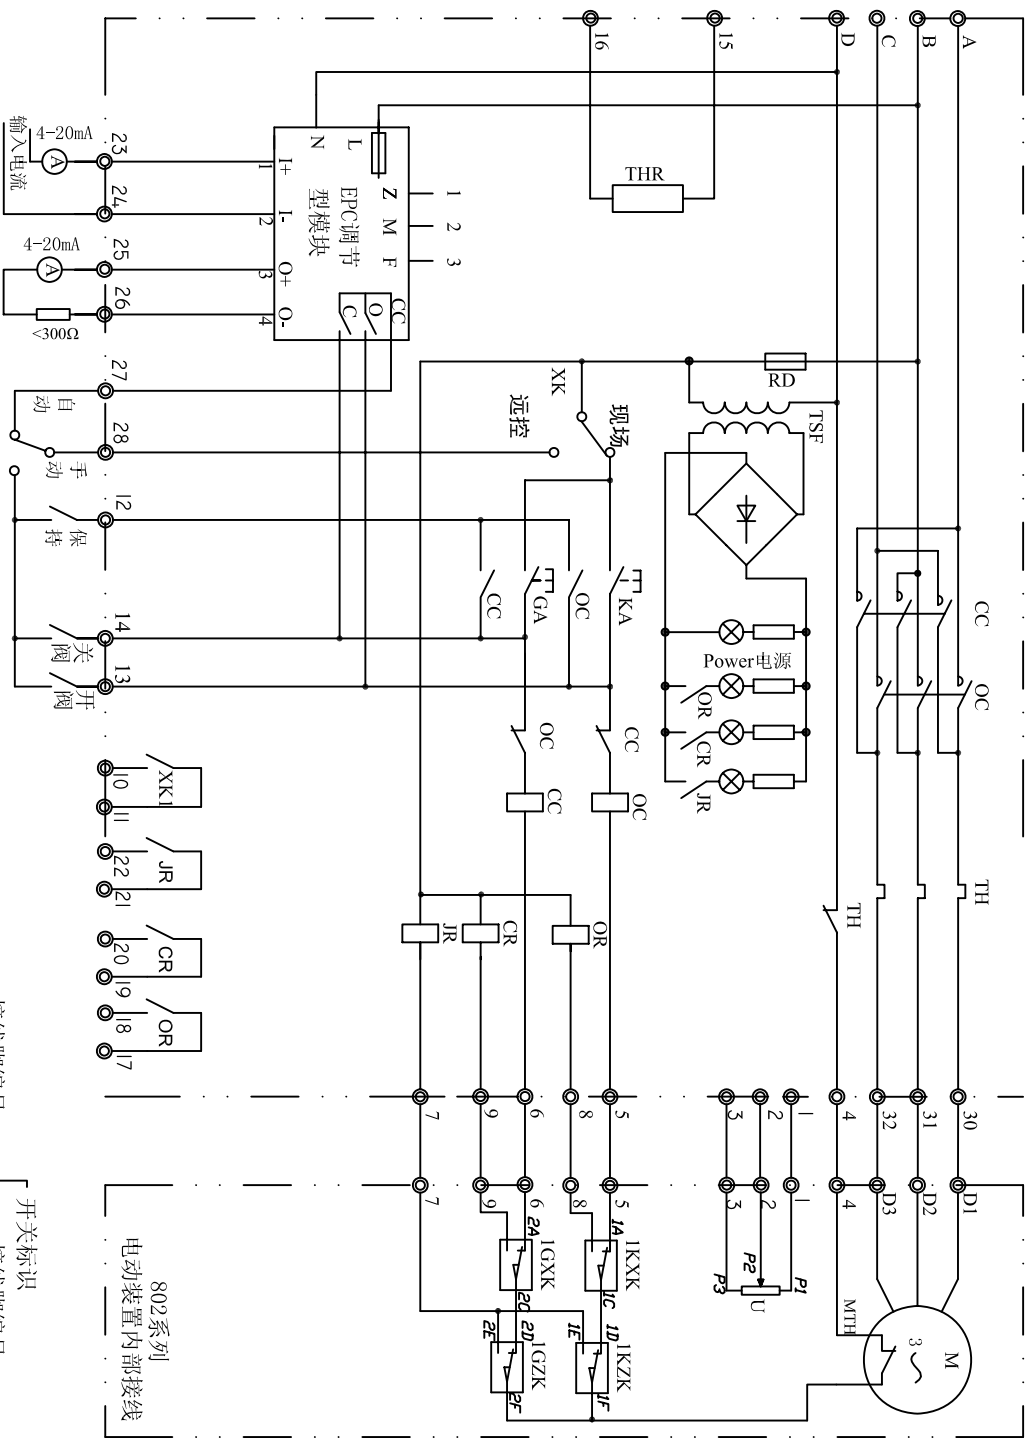 A
B
C
D
15
16
THR
N
L
Z
M
F
1
2
3
EPC调节
型模块
I+
1
I-
2
O+
3
O-
4
CC
O
C
4-20mA
A
输入电流
23
24
4-20mA
A
25
26
<300Ω
27
自动
28
手动
12
保持
14
关阀
13
开阀
XK
远控
现场
RD
TSF
CC
GA
OC
KA
CC
OC
Power电源
OR
CR
JR
OC
CC
CC
OC
JR
CR
OR
TH
TH
10
XK1
11
22
JR
21
20
CR
19
18
OR
17
7
9
6
8
5
3
2
1
4
32
31
30
7
9
6
8
5
3
2
1
4
D3
D2
D1
2A
1GXK
2C
1A
1KXK
1C
2E
2D
1GZK
2F
1E
1D
1KZK
1F
P3
P2
P1
U
MTH
3
M
802系列
电动装置内部接线
开关标识